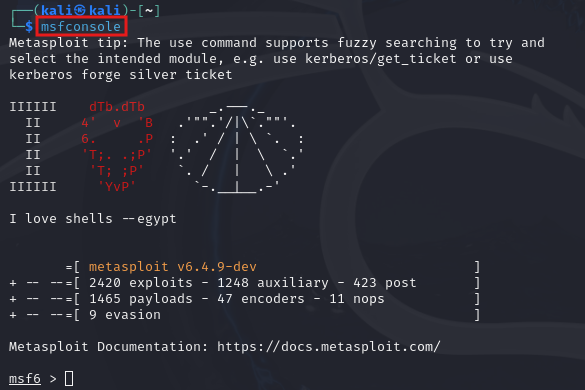 ┌──(kali㉿kali)-[~]
└─$ msfconsole
Metasploit tip: The use command supports fuzzy searching to try and
select the intended module, e.g. use kerberos/get_ticket or use
kerberos forge silver ticket

IIIIII    dTb.dTb        _.---._
  II     4'  v  'B   .'"".'/|\`.""'.
  II     6.     .P  :  .' / | \ `.  :
  II     'T;. .;P'  '.'  /  |  \  `.'
  II      'T; ;P'    `. /   |   \ .'
IIIIII     'YvP'       `-.__|__.-'

I love shells --egypt


       =[ metasploit v6.4.9-dev                           ]
+ -- --=[ 2420 exploits - 1248 auxiliary - 423 post       ]
+ -- --=[ 1465 payloads - 47 encoders - 11 nops           ]
+ -- --=[ 9 evasion                                       ]

Metasploit Documentation: https://docs.metasploit.com/

msf6 >